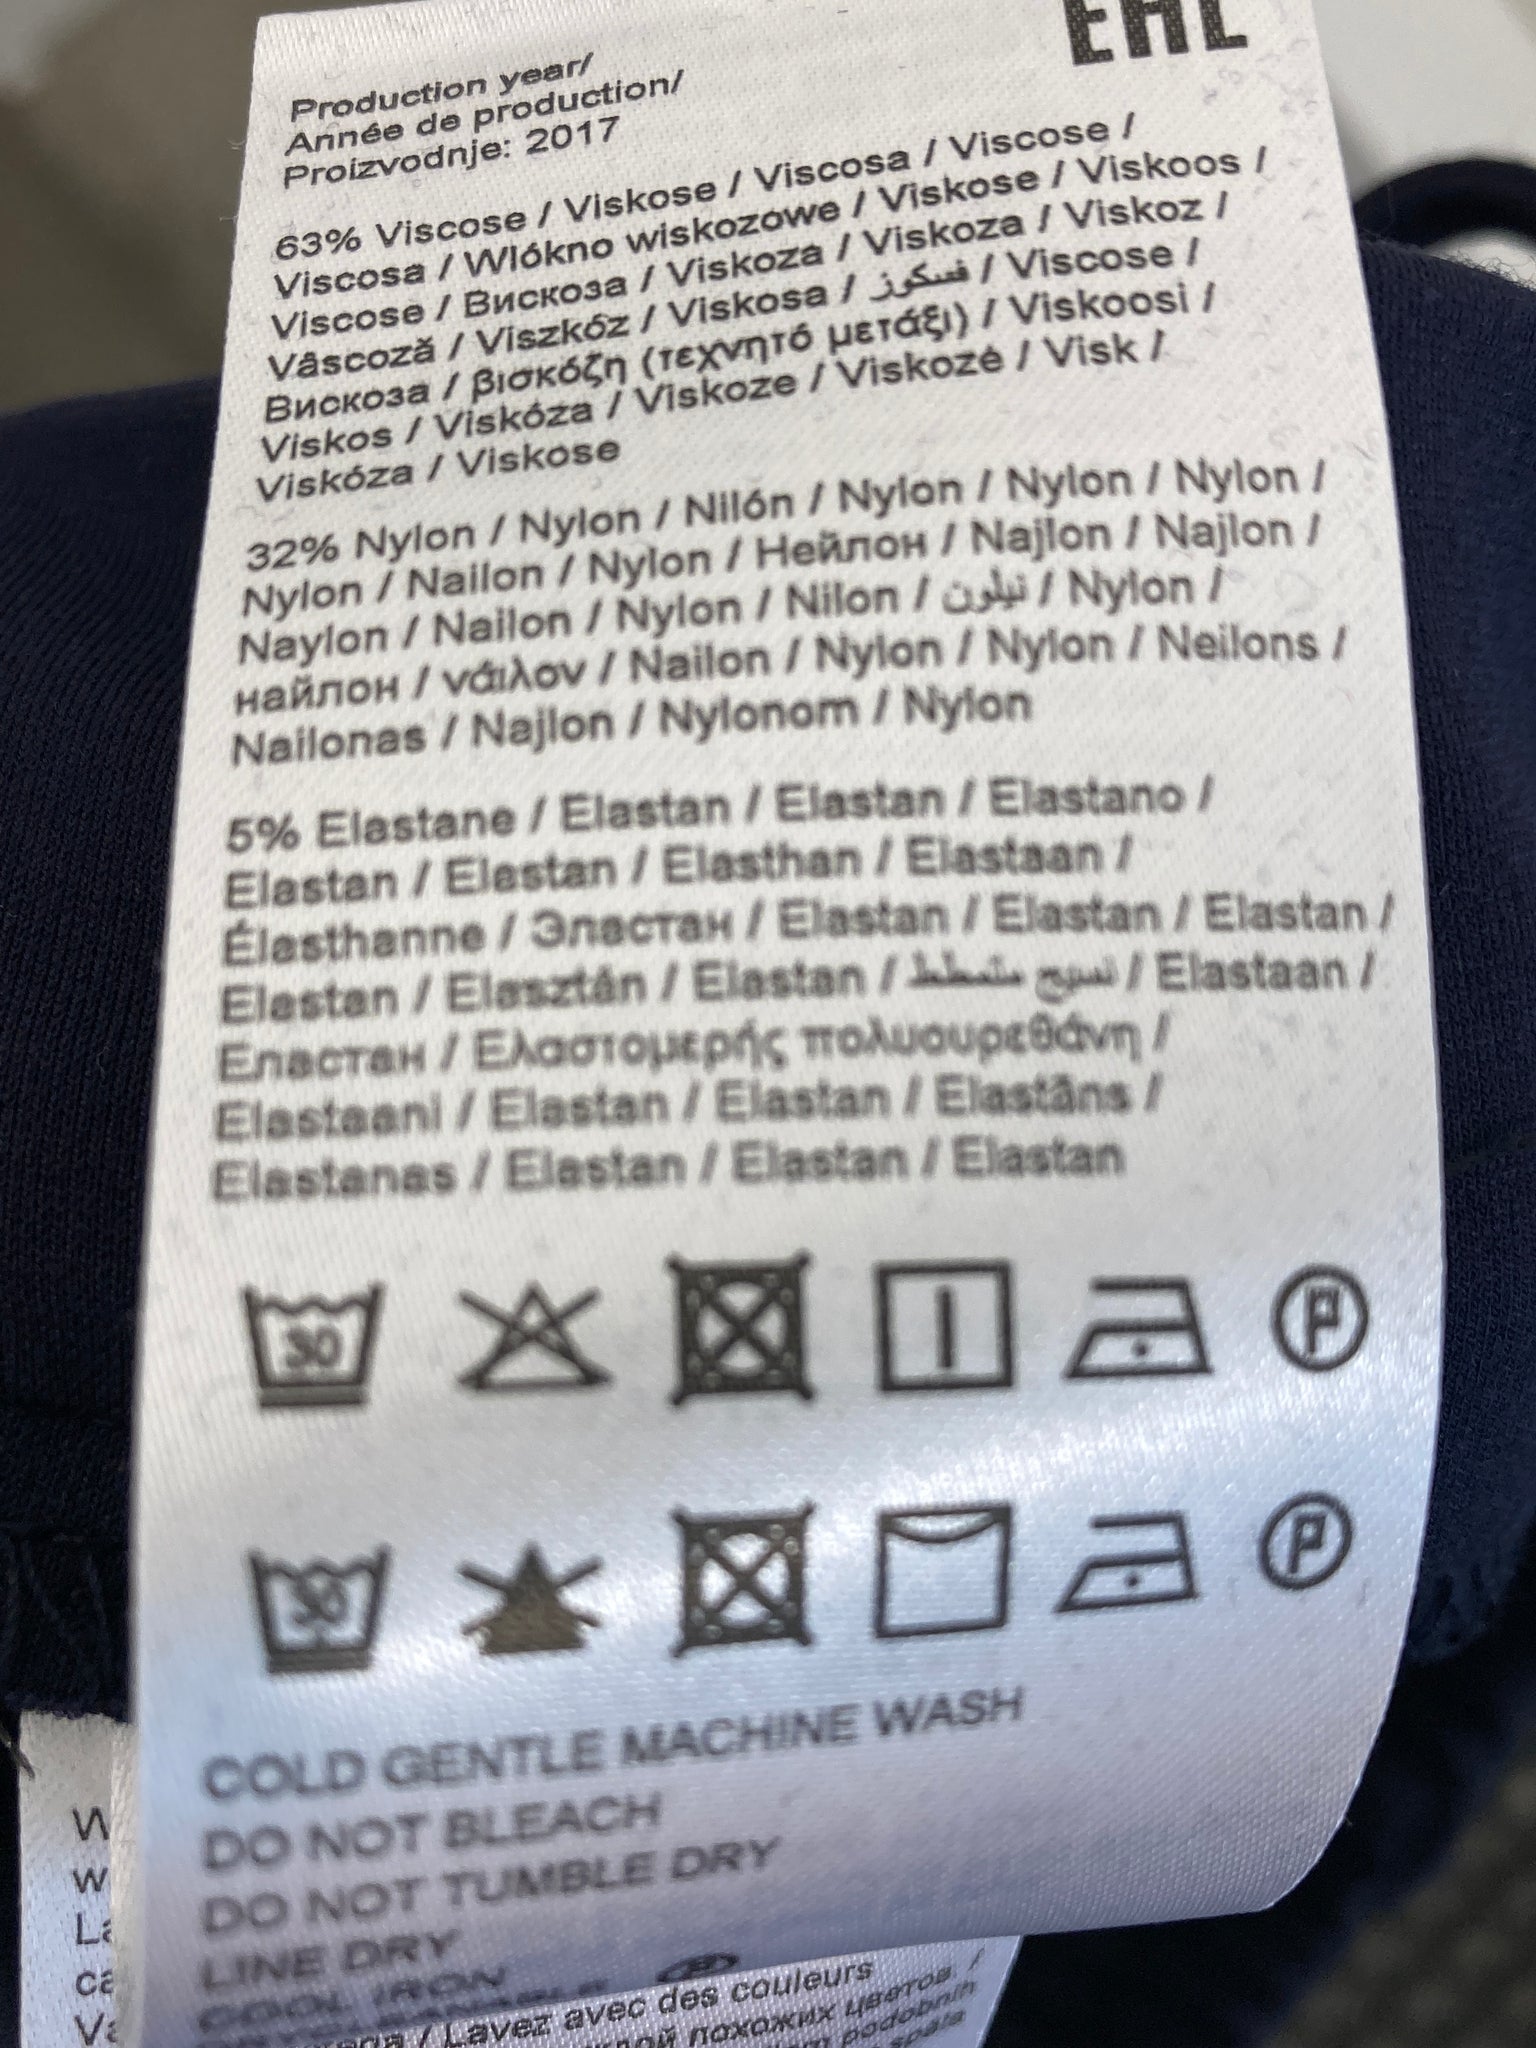 EAC
Production year/
Année de production/
Proizvodnje: 2017
63% Viscose / Viskose / Viscosa / Viscose /
Viscosa / Wlókno wiskozowe / Viskose / Viskoos /
Viscose / Вискоза / Viskoza / Viskoza / Viskoz /
Vâscoză / Viszkóz / Viskosa / فسكوز / Viscose /
Вискоза / βισκόζη (τεχνητό μετάξι) / Viskoosi /
Viskos / Viskóza / Viskoze / Viskozė / Visk /
Viskóza / Viskose
32% Nylon / Nylon / Nilón / Nylon / Nylon / Nylon /
Nylon / Nailon / Nylon / Нейлон / Najlon / Najlon /
Naylon / Nailon / Nylon / Nilon / نيلون / Nylon /
найлон / νάιλον / Nailon / Nylon / Nylon / Neilons /
Nailonas / Najlon / Nylonom / Nylon
5% Elastane / Elastan / Elastan / Elastano /
Elastan / Elastan / Elasthan / Elastaan /
Élasthanne / Эластан / Elastan / Elastan / Elastan /
Elastan / Elasztán / Elastan / نسيج متمطط / Elastaan /
Еластан / Ελαστομερής πολυουρεθάνη /
Elastaani / Elastan / Elastan / Elastāns /
Elastanas / Elastan / Elastan / Elastan
30 P
30 P
COLD GENTLE MACHINE WASH
DO NOT BLEACH
DO NOT TUMBLE DRY
LINE DRY
COOL IRON
/ Lavez avec des couleurs
похожих цветов. /
podobnih